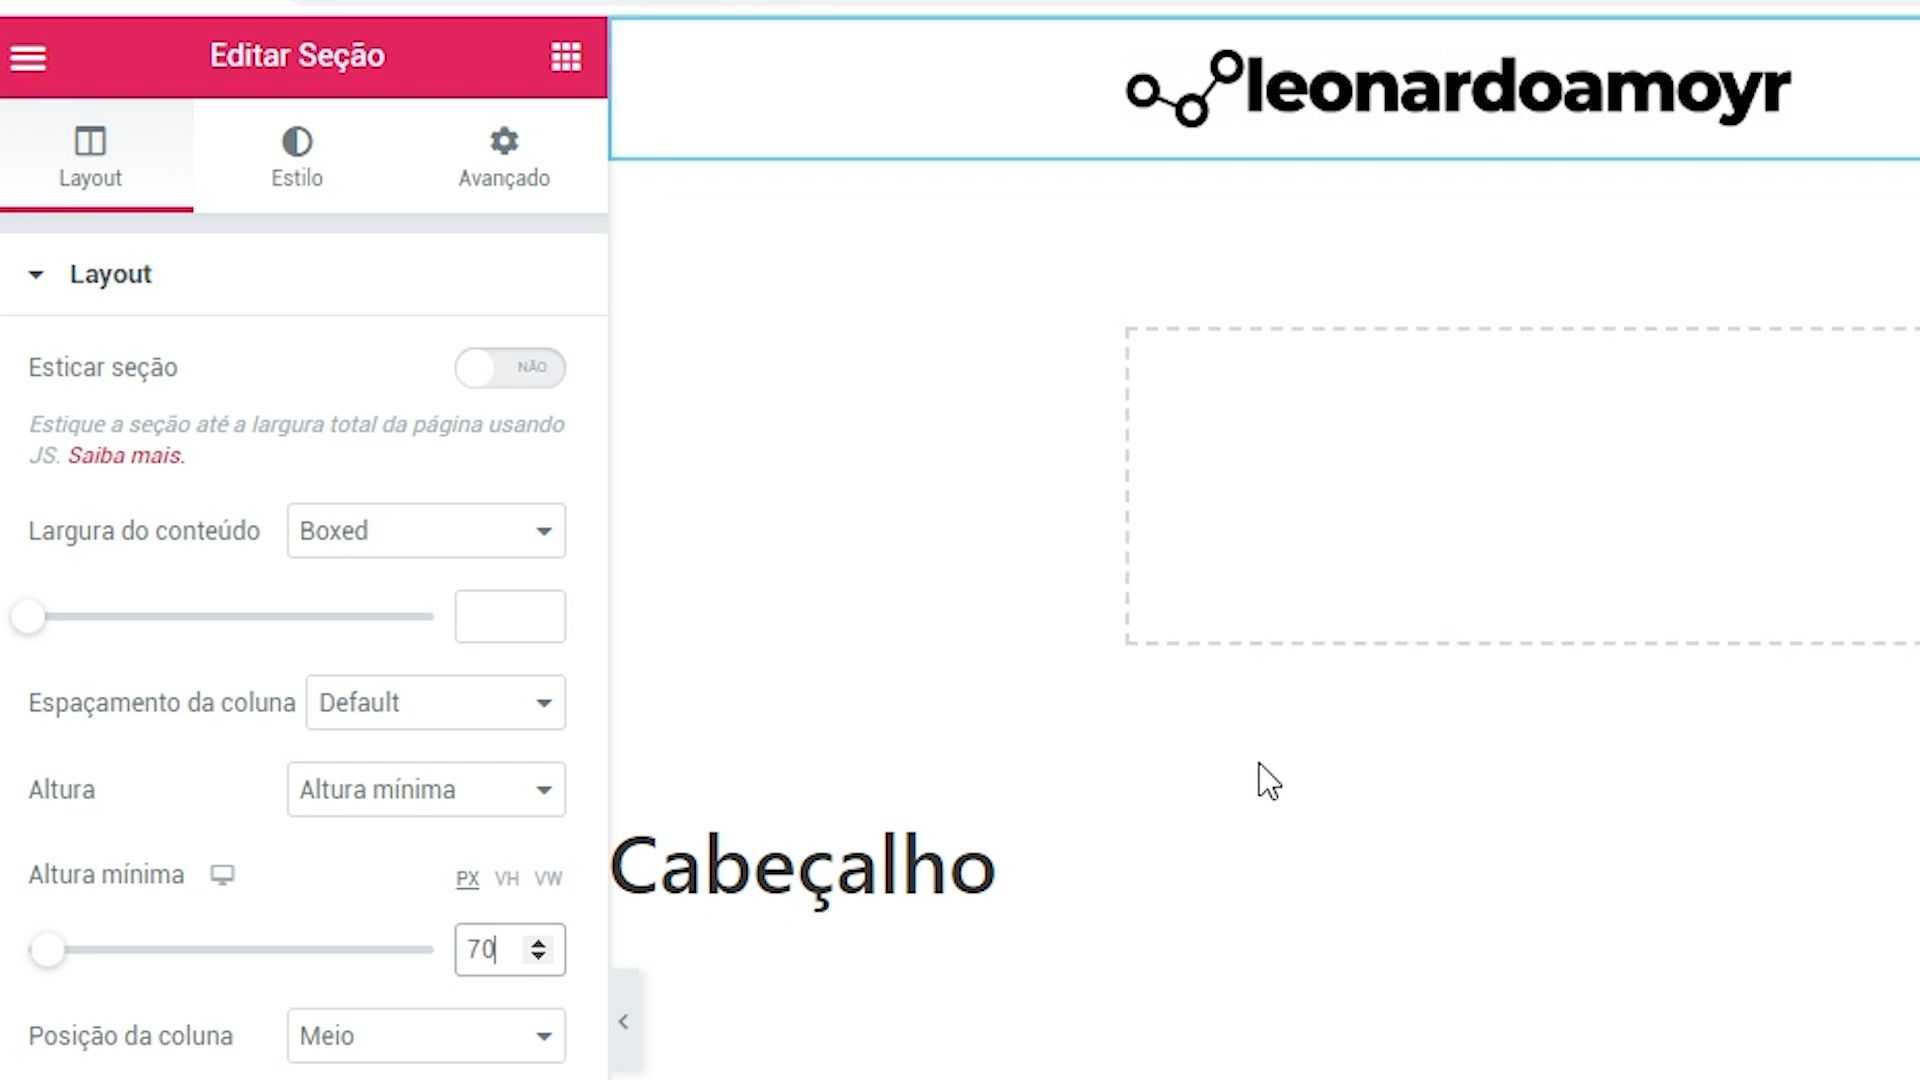 Editar Seção
leonardoamoyr
Layout
Estilo
Avançado
Layout
Esticar seção
NÃO
Estique a seção até a largura total da página usando
JS. Saiba mais.
Largura do conteúdo
Boxed
Espaçamento da coluna
Default
Altura
Altura mínima
Altura mínima
PX VH VW
70
Posição da coluna
Meio
Cabeçalho